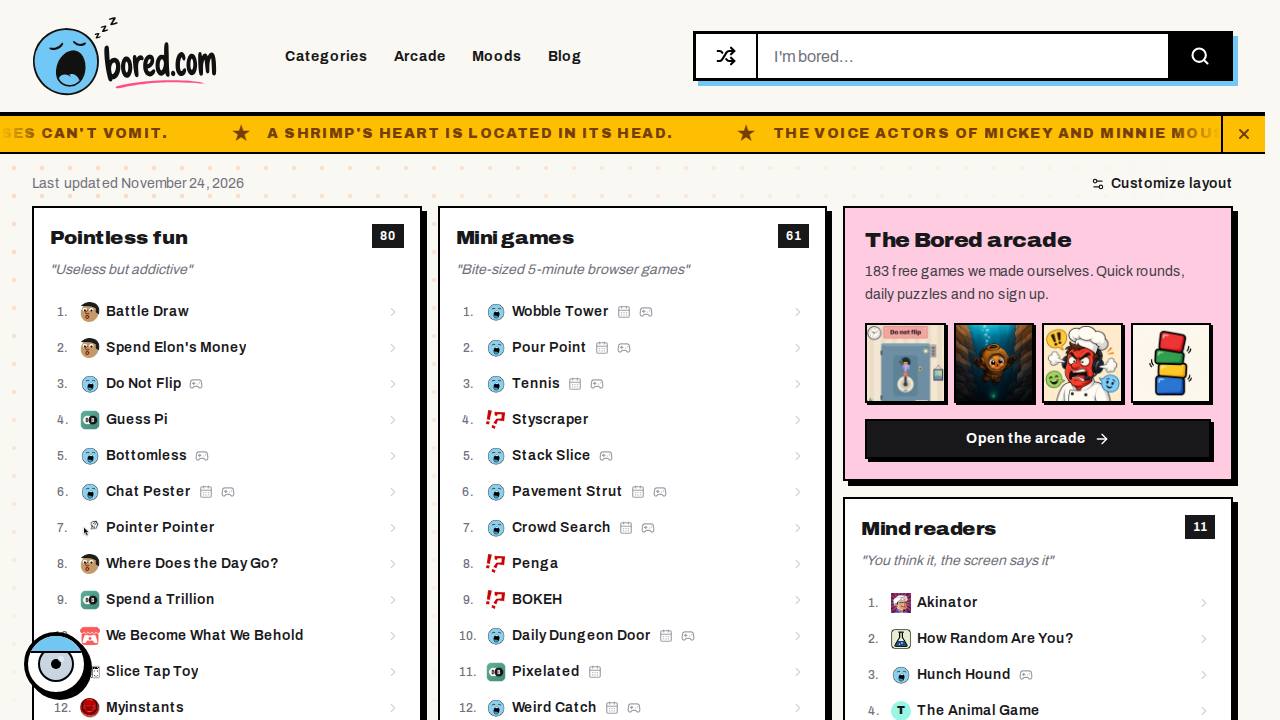 z z z
bored.com
Categories
Arcade
Moods
Blog
I'm bored...
SES CAN'T VOMIT. ★ A SHRIMP'S HEART IS LOCATED IN ITS HEAD. ★ THE VOICE ACTORS OF MICKEY AND MINNIE MOU
Last updated November 24, 2026
Customize layout
Pointless fun
80
"Useless but addictive"
1. Battle Draw
2. Spend Elon's Money
3. Do Not Flip
4. Guess Pi
5. Bottomless
6. Chat Pester
7. Pointer Pointer
8. Where Does the Day Go?
9. Spend a Trillion
We Become What We Behold
Slice Tap Toy
12. Myinstants
Mini games
61
"Bite-sized 5-minute browser games"
1. Wobble Tower
2. Pour Point
3. Tennis
4. Styscraper
5. Stack Slice
6. Pavement Strut
7. Crowd Search
8. Penga
9. BOKEH
10. Daily Dungeon Door
11. Pixelated
12. Weird Catch
The Bored arcade
183 free games we made ourselves. Quick rounds,
daily puzzles and no sign up.
Do not flip
Open the arcade
Mind readers
11
"You think it, the screen says it"
1. Akinator
2. How Random Are You?
3. Hunch Hound
4. T The Animal Game